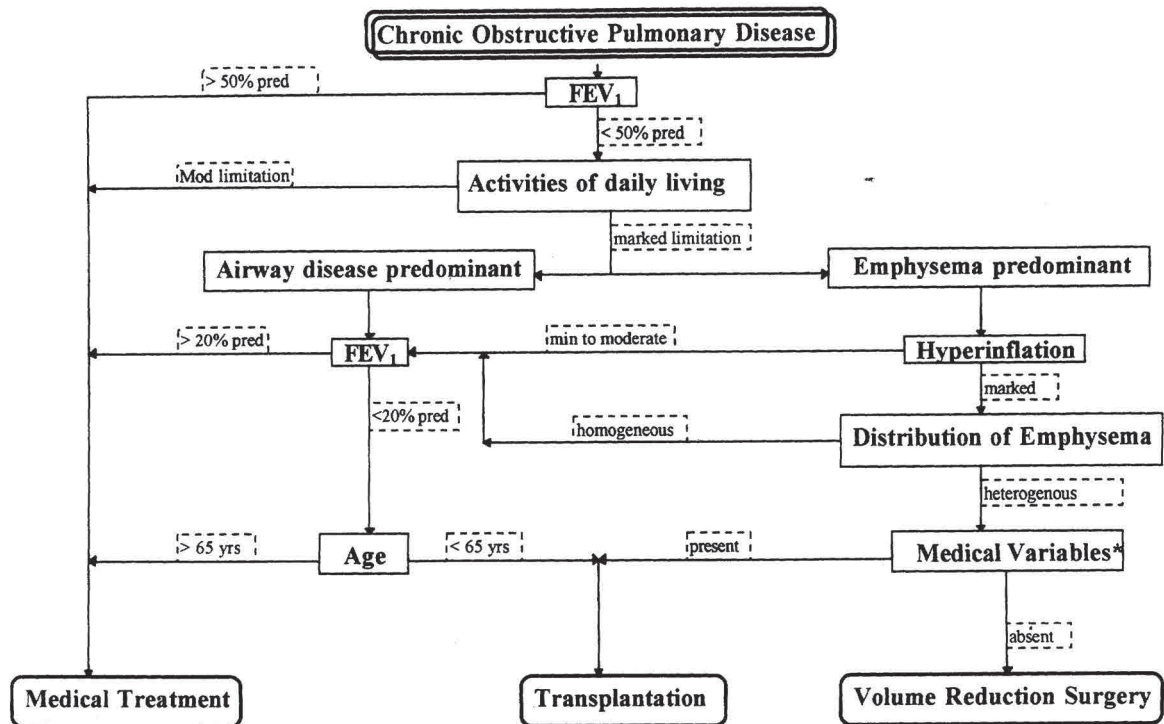 Chronic Obstructive Pulmonary Disease
> 50% pred
FEV₁
< 50% pred
Mod limitation
Activities of daily living
marked limitation
Airway disease predominant
Emphysema predominant
> 20% pred
FEV₁
min to moderate
Hyperinflation
marked
<20% pred
homogeneous
Distribution of Emphysema
heterogenous
> 65 yrs
Age
< 65 yrs
present
Medical Variables*
absent
Medical Treatment
Transplantation
Volume Reduction Surgery